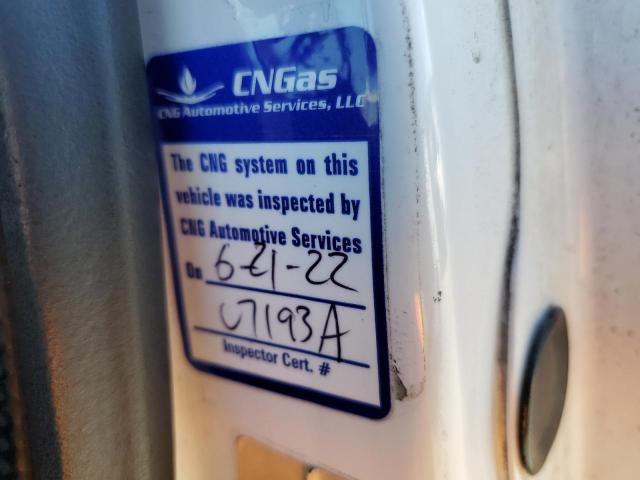 CNGas
CNG Automotive Services, LLC
The CNG system on this
vehicle was inspected by
CNG Automotive Services
On 6-21-22
07193A
Inspector Cert. #